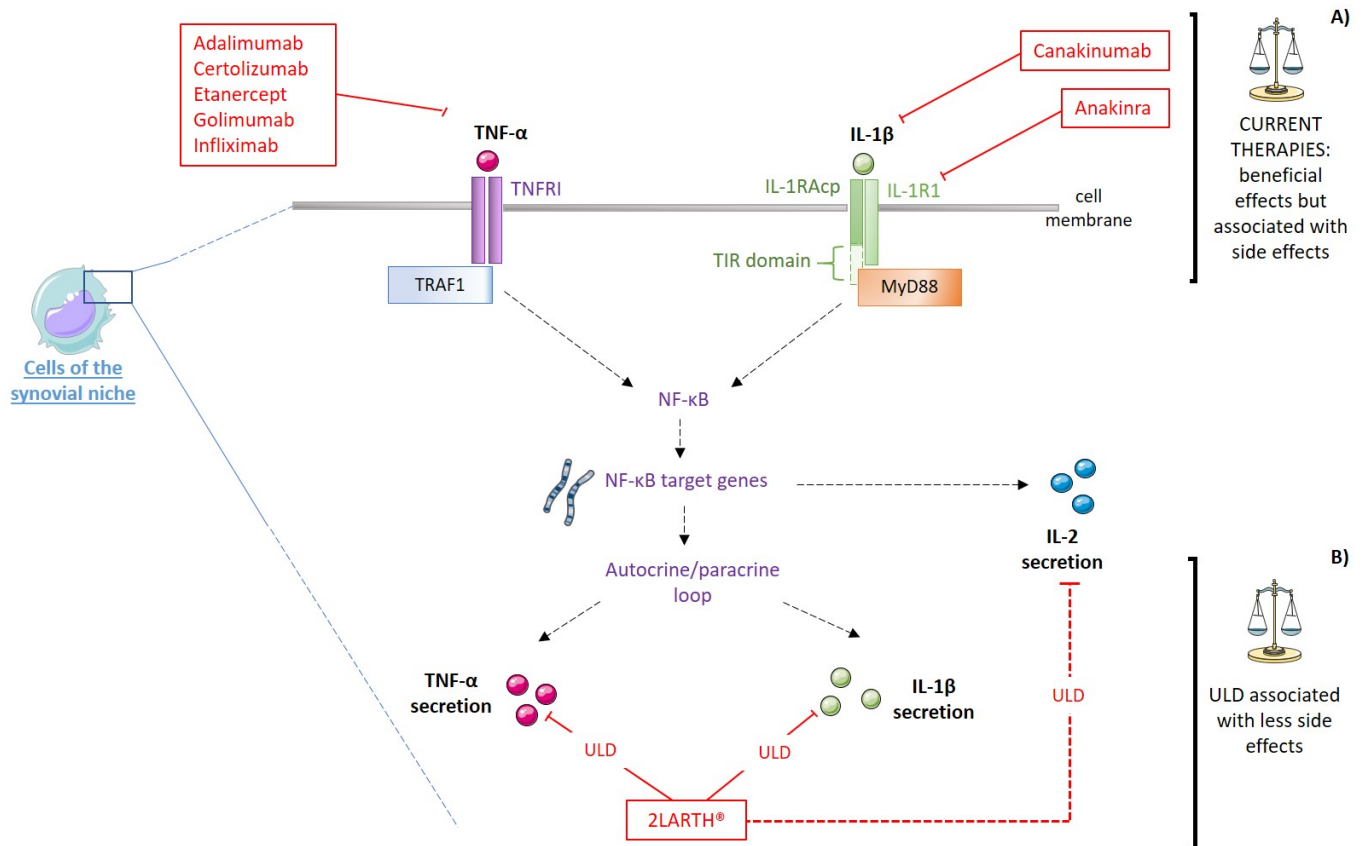 A)
Adalimumab
Certolizumab
Etanercept
Golimumab
Infliximab
Canakinumab
Anakinra
TNF-α
IL-1β
TNFRI
IL-1RAcp
IL-1R1
cell
membrane
TIR domain
TRAF1
MyD88
CURRENT
THERAPIES:
beneficial
effects but
associated with
side effects
Cells of the
synovial niche
NF-κB
NF-κB target genes
IL-2
secretion
Autocrine/paracrine
loop
B)
TNF-α
secretion
IL-1β
secretion
ULD
ULD
ULD
2LARTH®
ULD associated
with less side
effects